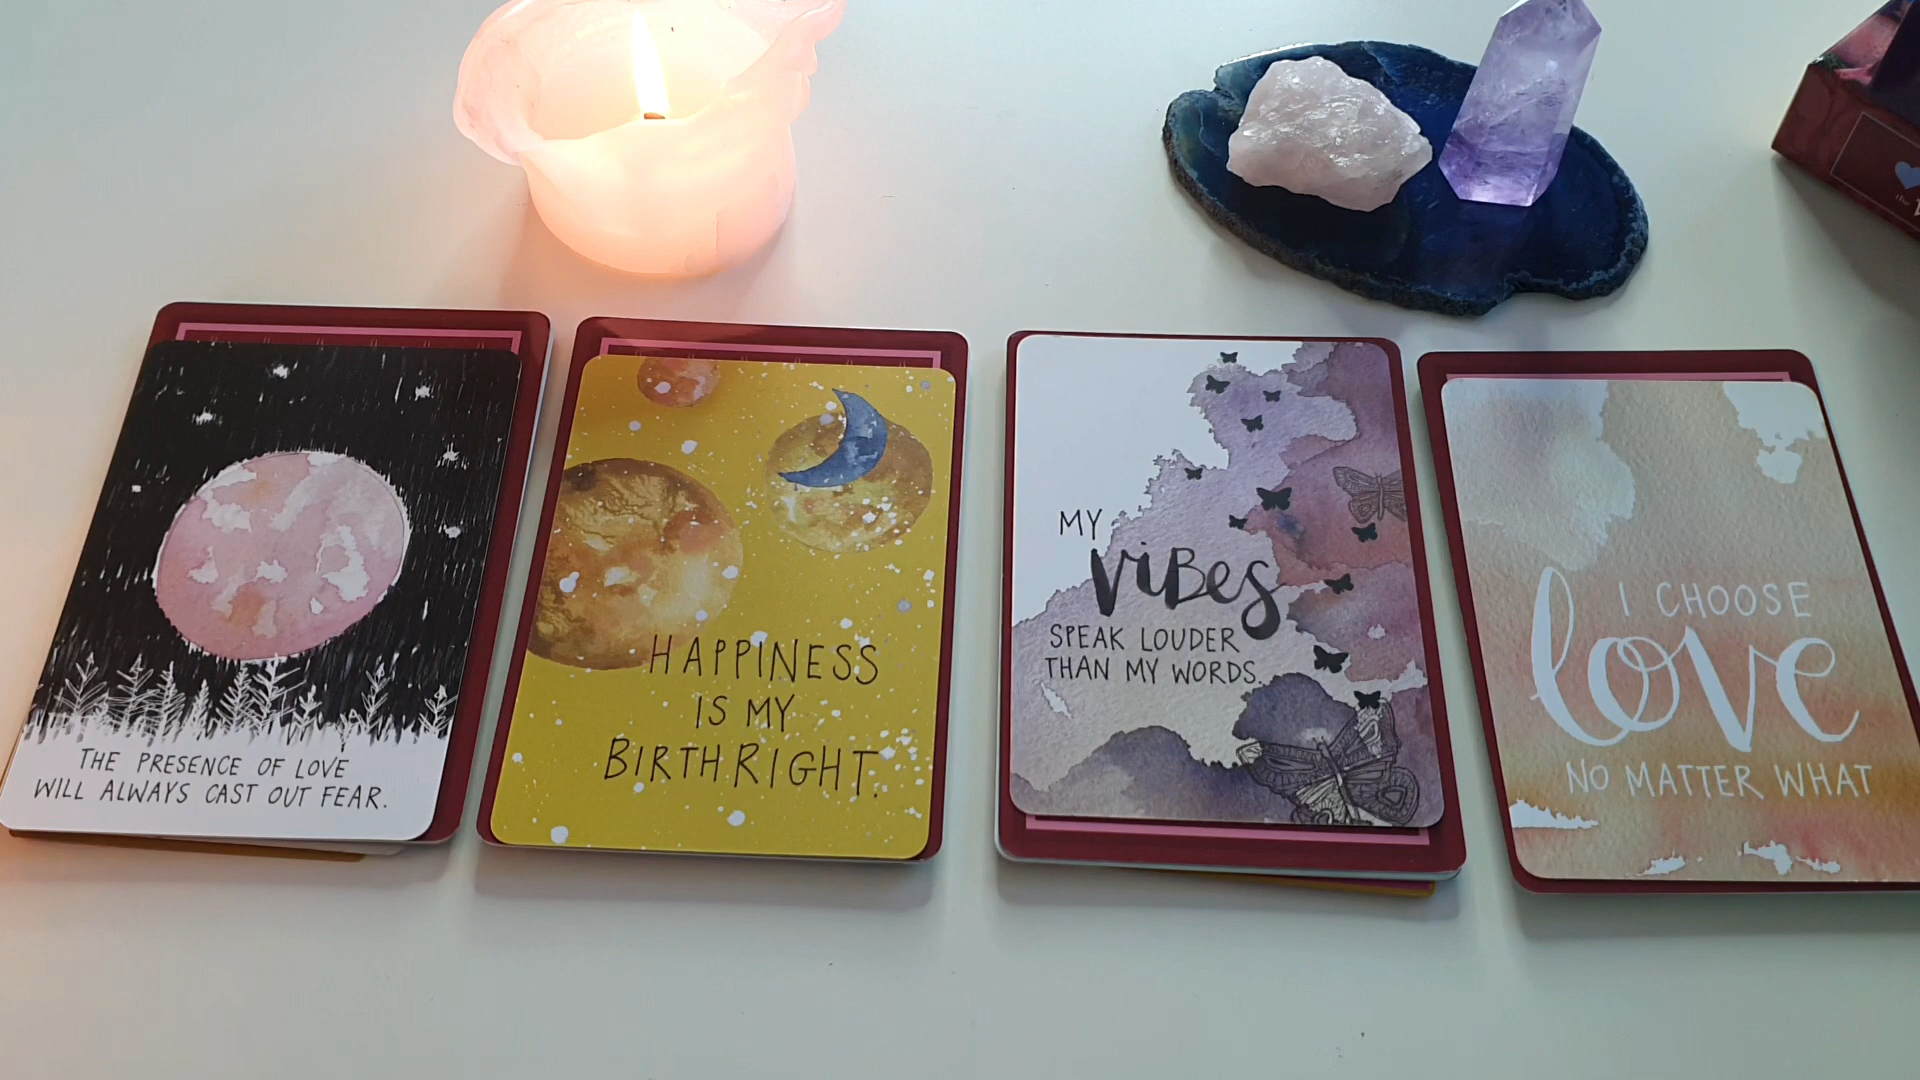 THE PRESENCE OF LOVE
WILL ALWAYS CAST OUT FEAR.
HAPPINESS
IS MY
BIRTHRIGHT.
MY
VIBES
SPEAK LOUDER
THAN MY WORDS.
I CHOOSE
love
NO MATTER WHAT
the